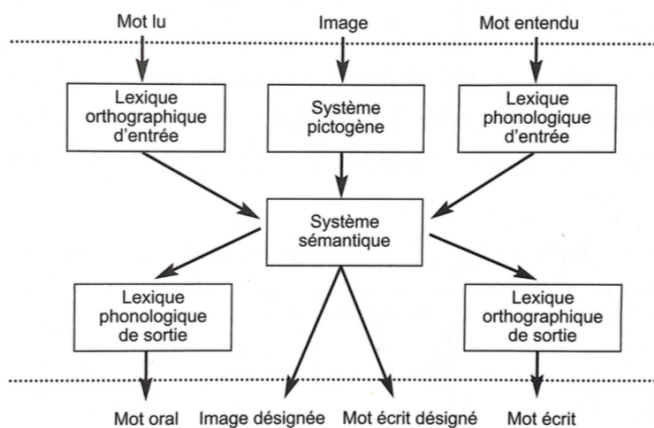 Mot lu
Image
Mot entendu
Lexique
orthographique
d'entrée
Système
pictogène
Lexique
phonologique
d'entrée
Système
sémantique
Lexique
phonologique
de sortie
Lexique
orthographique
de sortie
Mot oral
Image désignée
Mot écrit désigné
Mot écrit